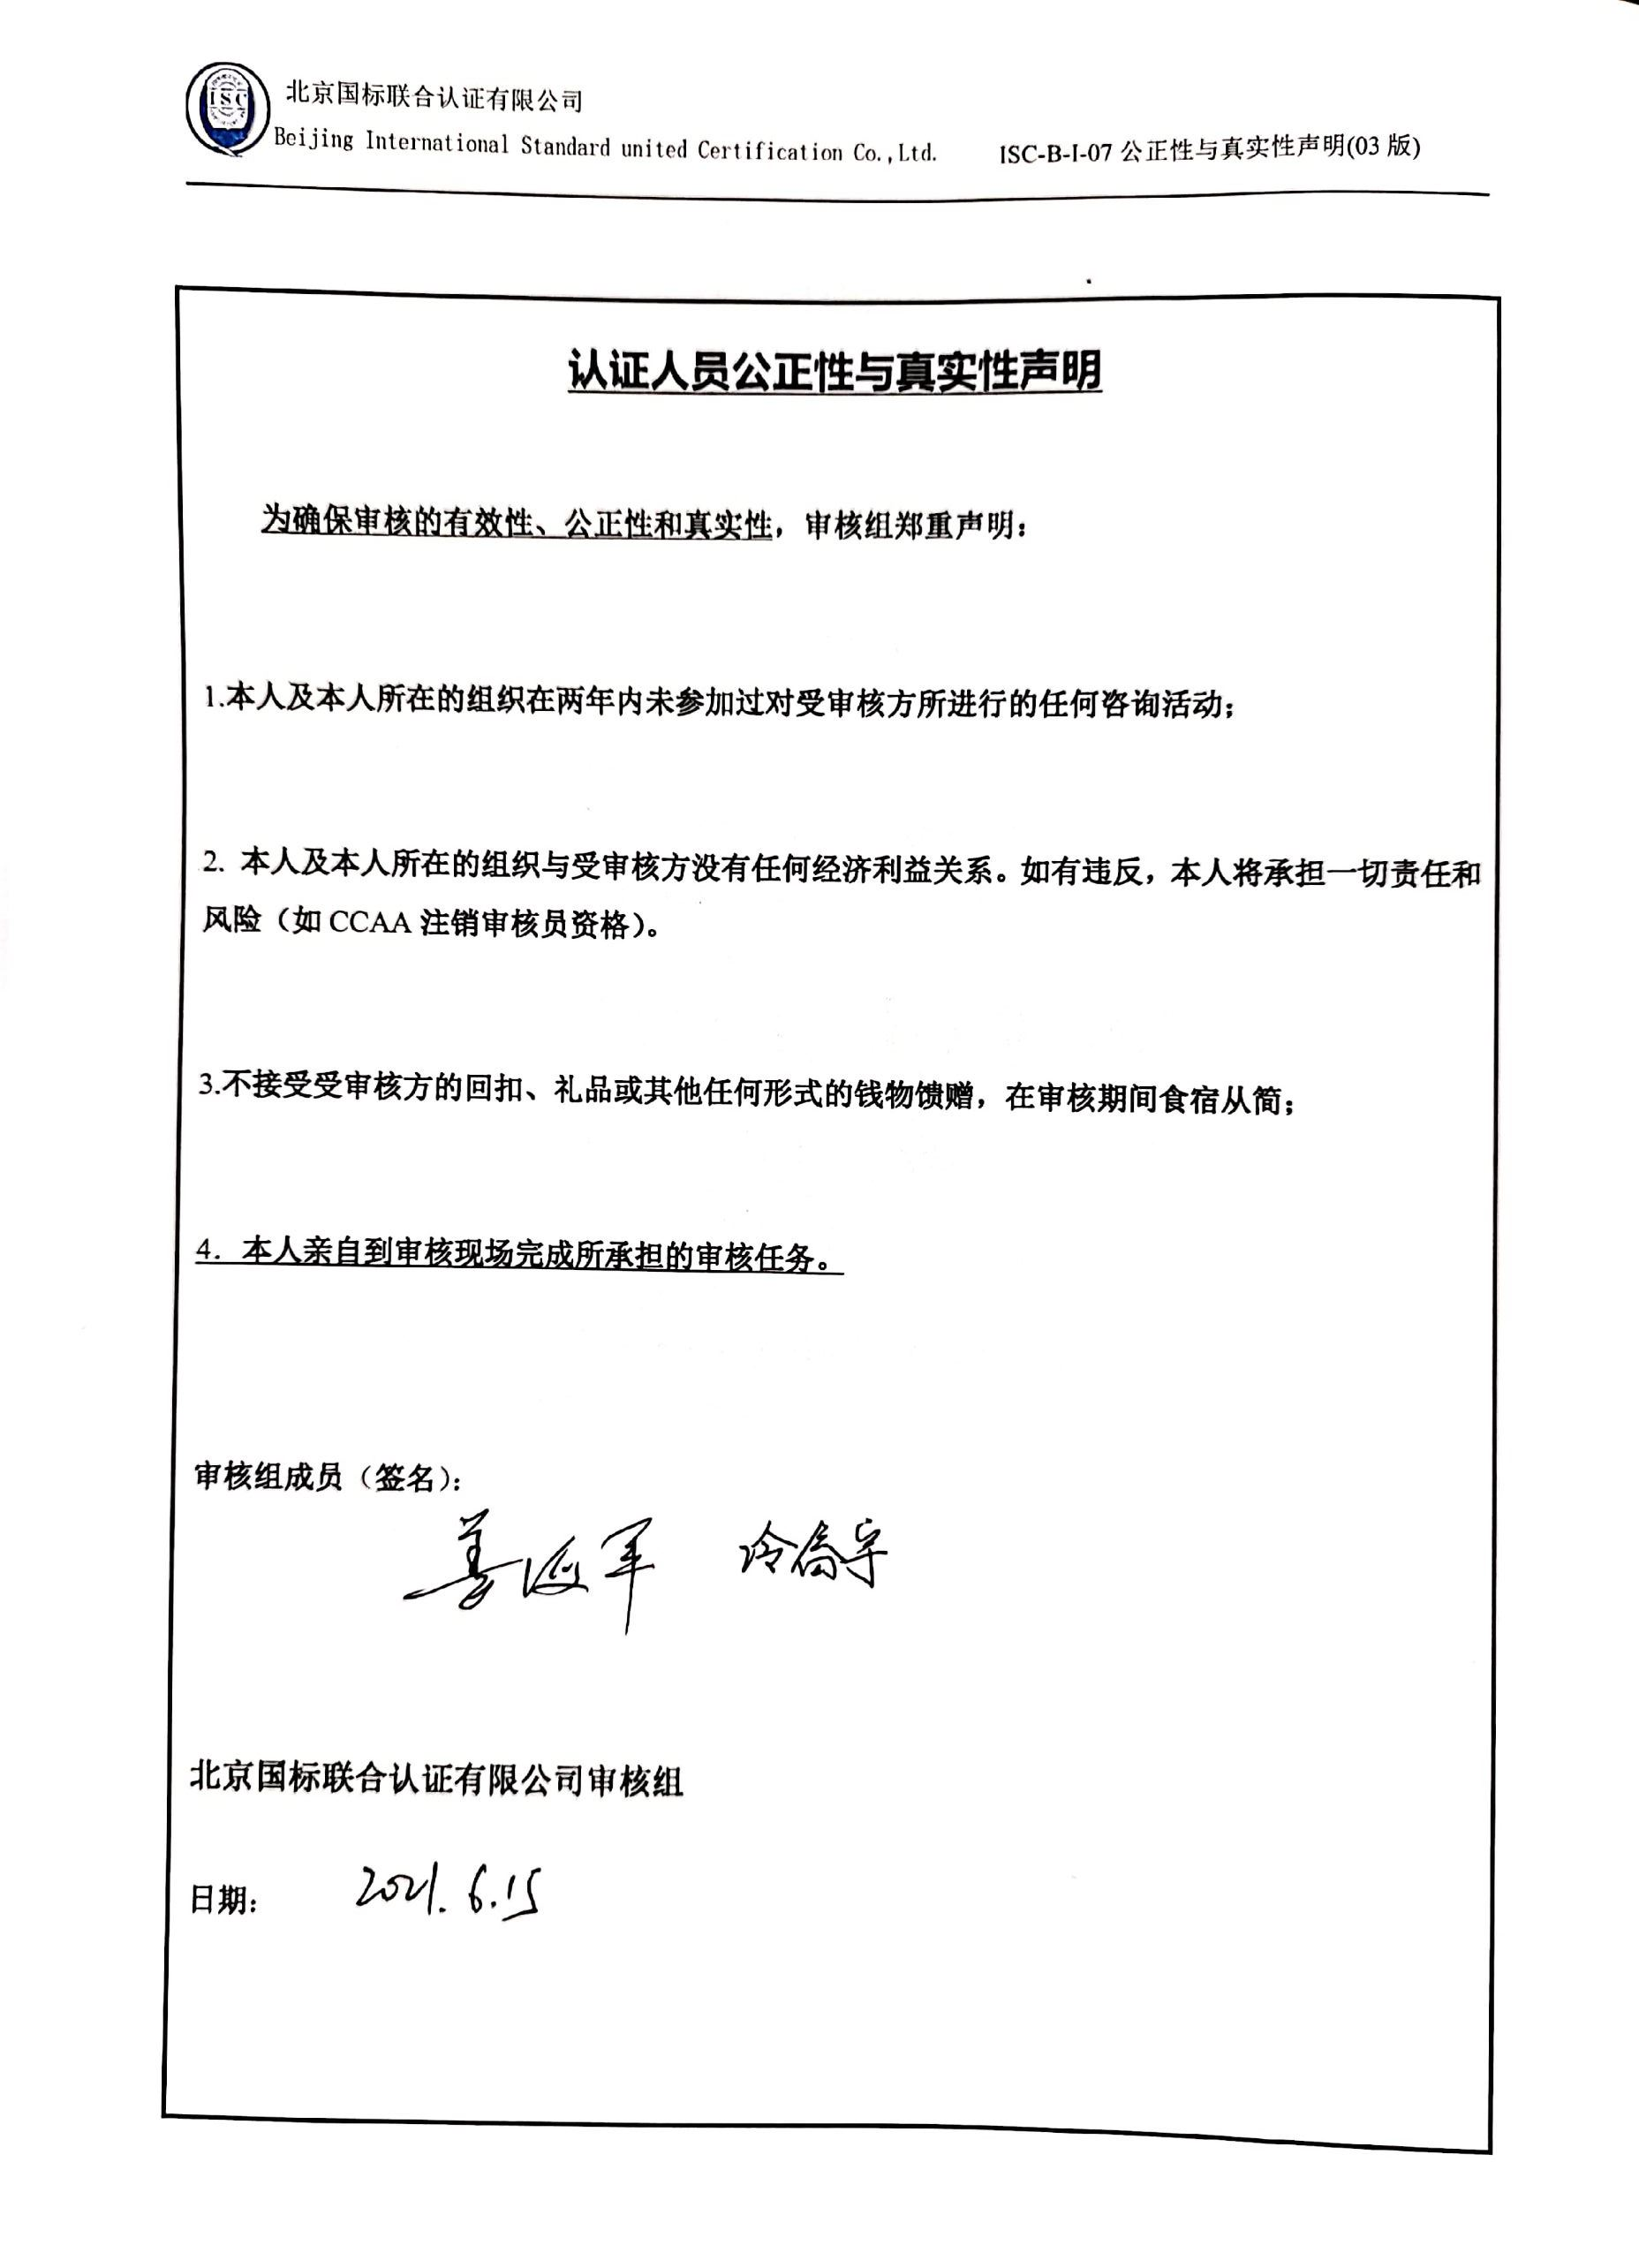 ISC
北京国标联合认证有限公司
Beijing International Standard united Certification Co.,Ltd.
ISC-B-I-07 公正性与真实性声明(03 版)
认证人员公正性与真实性声明
为确保审核的有效性、公正性和真实性，审核组郑重声明：
1.本人及本人所在的组织在两年内未参加过对受审核方所进行的任何咨询活动；
2. 本人及本人所在的组织与受审核方没有任何经济利益关系。如有违反，本人将承担一切责任和
风险（如 CCAA 注销审核员资格）。
3.不接受受审核方的回扣、礼品或其他任何形式的钱物馈赠，在审核期间食宿从简；
4. 本人亲自到审核现场完成所承担的审核任务。
审核组成员（签名）：
姜海军
北京国标联合认证有限公司审核组
日期： 2021.6.15